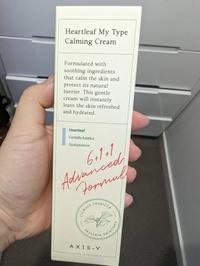 Heartleaf My Type
Calming Cream
Formulated with
soothing ingredients
that calm the skin and
protect its natural
barrier. This gentle
cream will instantly
leave the skin refreshed
and hydrated.
Heartleaf
Centella Asiatica
6+1+1
Advanced
Formula
AXIS-Y